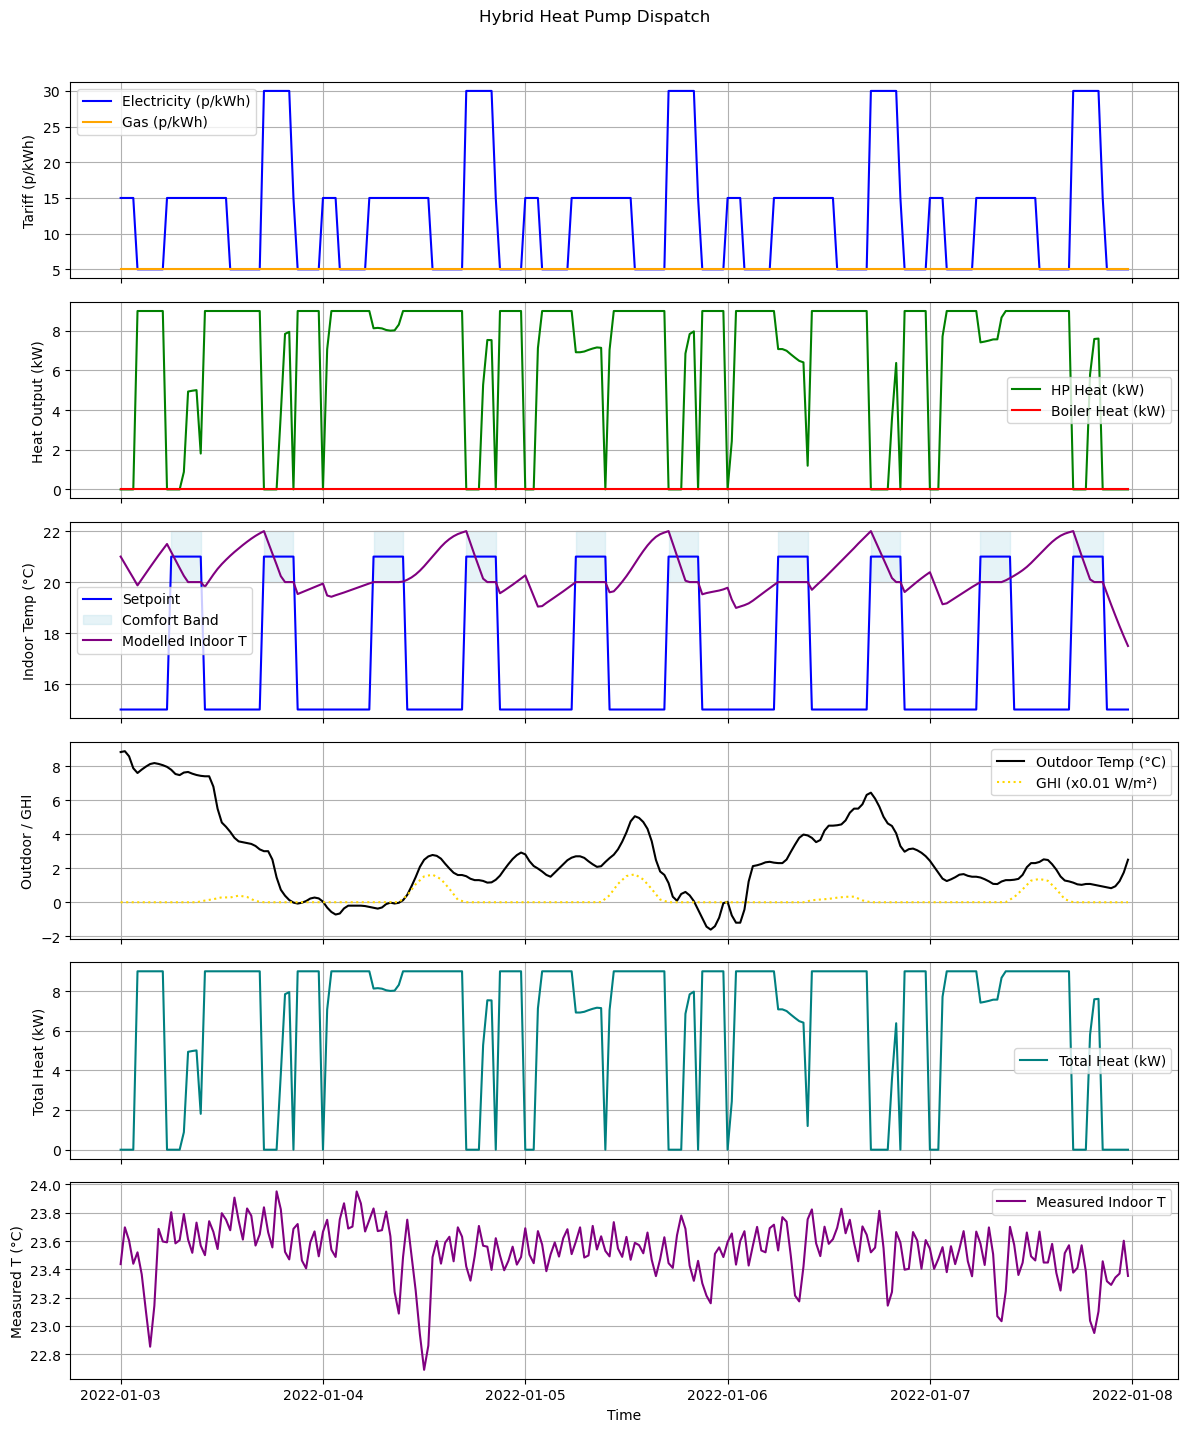 Hybrid Heat Pump Dispatch
Tariff (p/kWh)
30
25
20
15
10
5
Electricity (p/kWh)
Gas (p/kWh)
Heat Output (kW)
8
6
4
2
0
HP Heat (kW)
Boiler Heat (kW)
Indoor Temp (°C)
22
20
18
16
Setpoint
Comfort Band
Modelled Indoor T
Outdoor / GHI
8
6
4
2
0
−2
Outdoor Temp (°C)
GHI (x0.01 W/m²)
Total Heat (kW)
8
6
4
2
0
Total Heat (kW)
Measured T (°C)
24.0
23.8
23.6
23.4
23.2
23.0
22.8
Measured Indoor T
2022-01-03
2022-01-04
2022-01-05
2022-01-06
2022-01-07
2022-01-08
Time